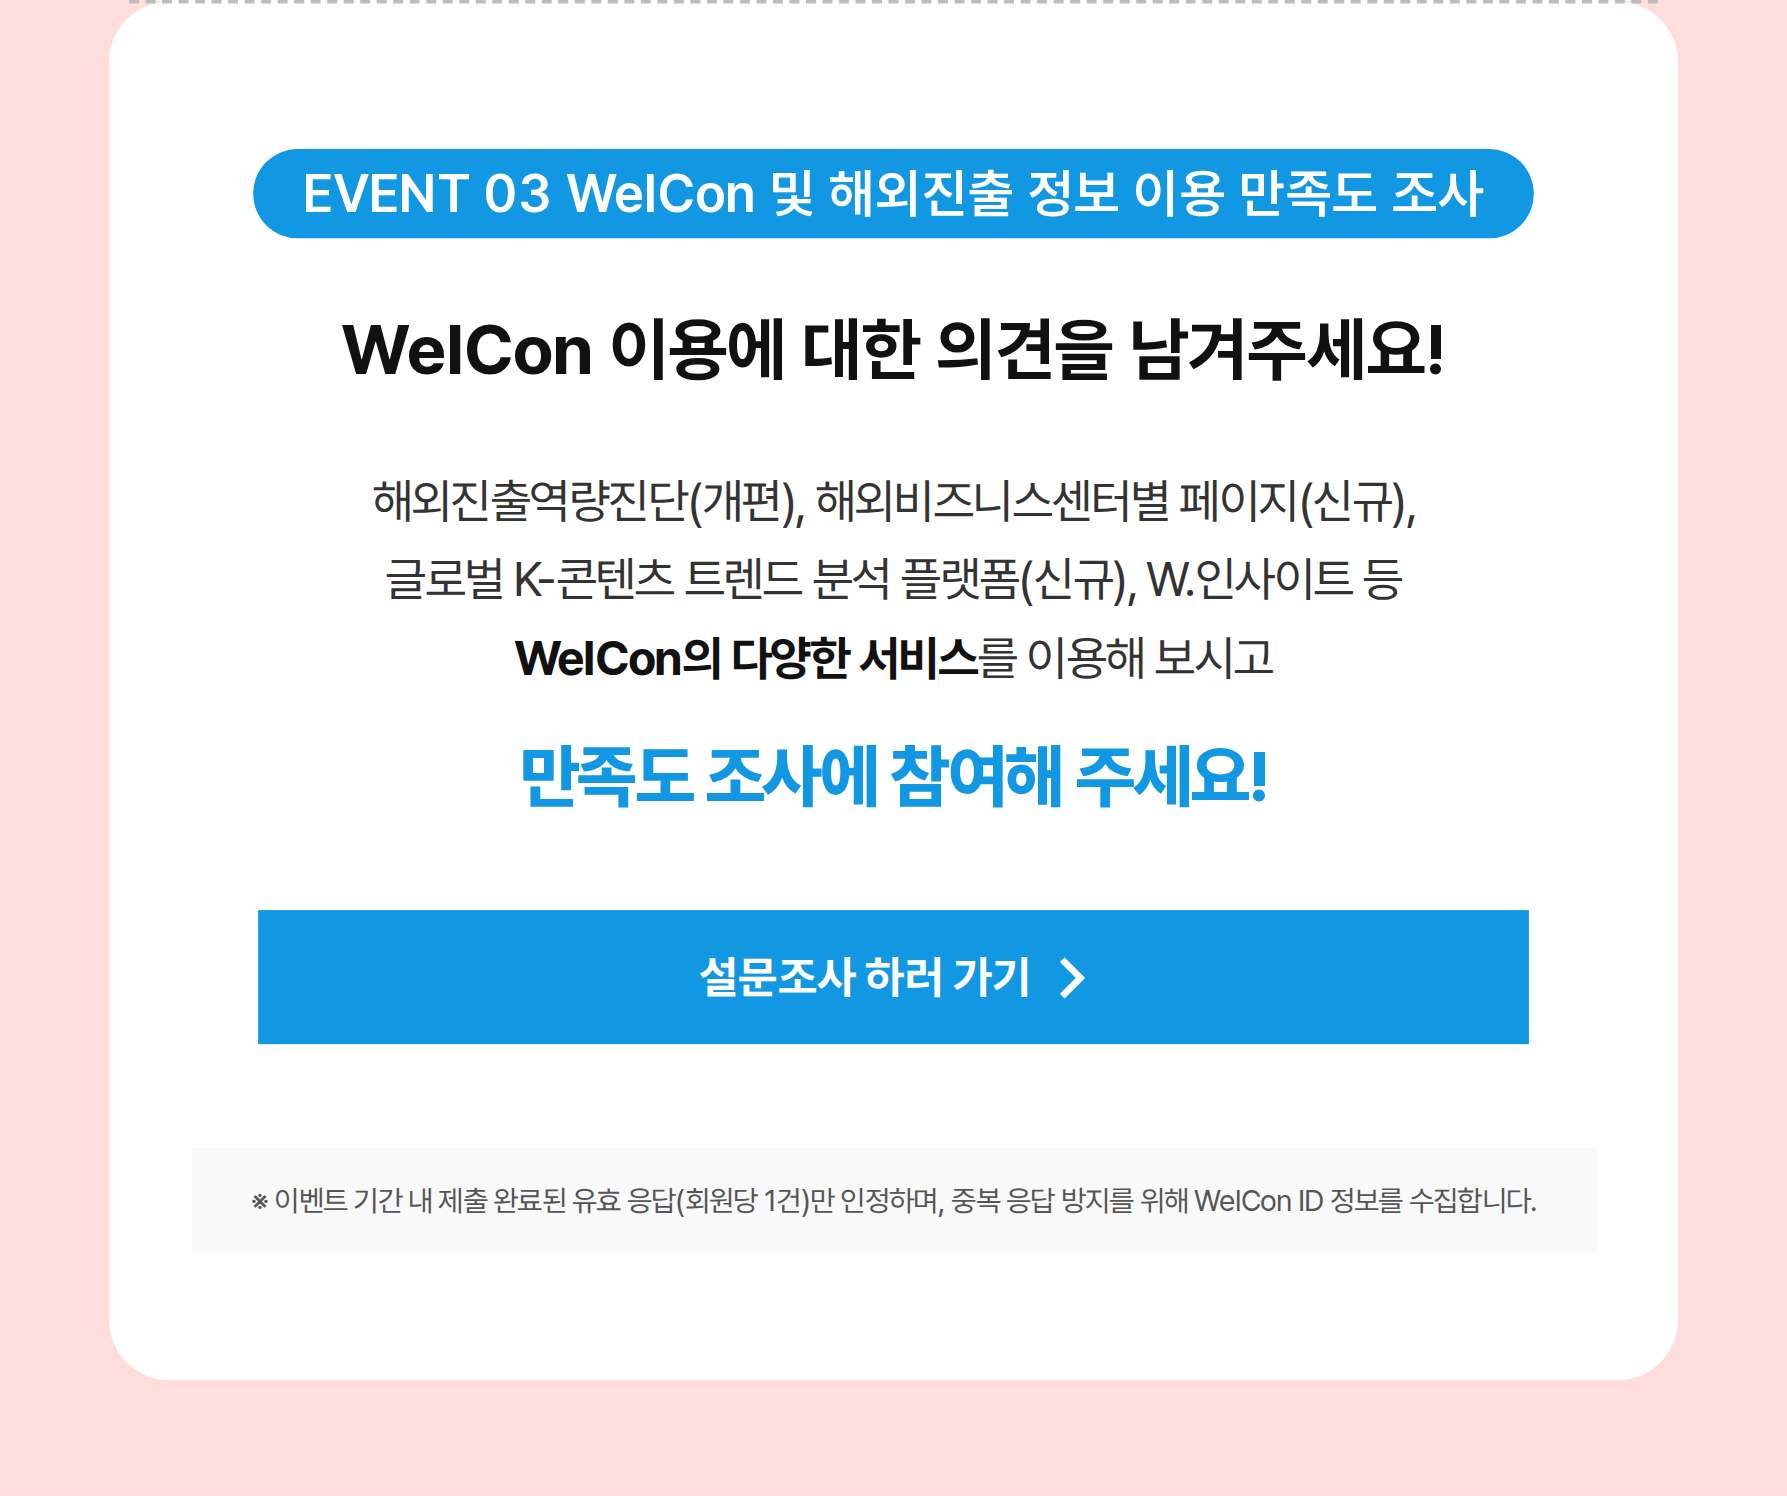 EVENT 03 WelCon 및 해외진출 정보 이용 만족도 조사
WelCon 이용에 대한 의견을 남겨주세요!
해외진출역량진단(개편), 해외비즈니스센터별 페이지(신규),
글로벌 K-콘텐츠 트렌드 분석 플랫폼(신규), W.인사이트 등
WelCon의 다양한 서비스를 이용해 보시고
만족도 조사에 참여해 주세요!
설문조사 하러 가기
※ 이벤트 기간 내 제출 완료된 유효 응답(회원당 1건)만 인정하며, 중복 응답 방지를 위해 WelCon ID 정보를 수집합니다.